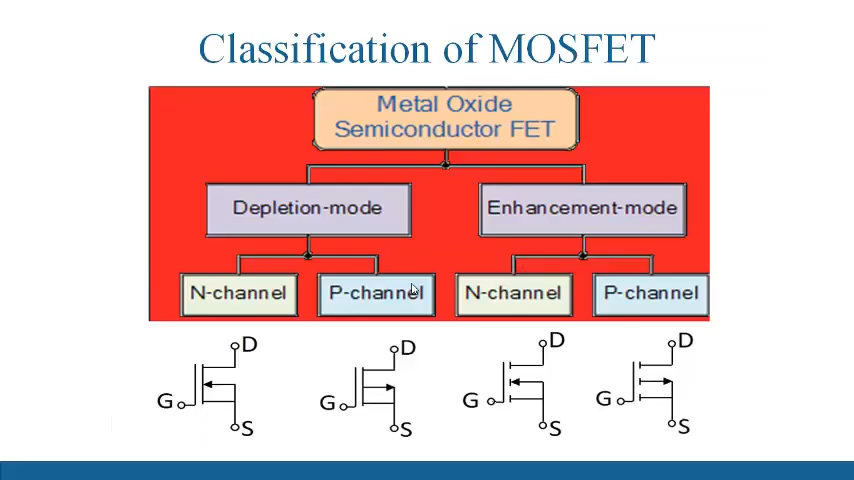 Classification of MOSFET
Metal Oxide
Semiconductor FET
Depletion-mode
Enhancement-mode
N-channel
P-channel
N-channel
P-channel
D
D
D
D
G
G
G
G
S
S
S
S